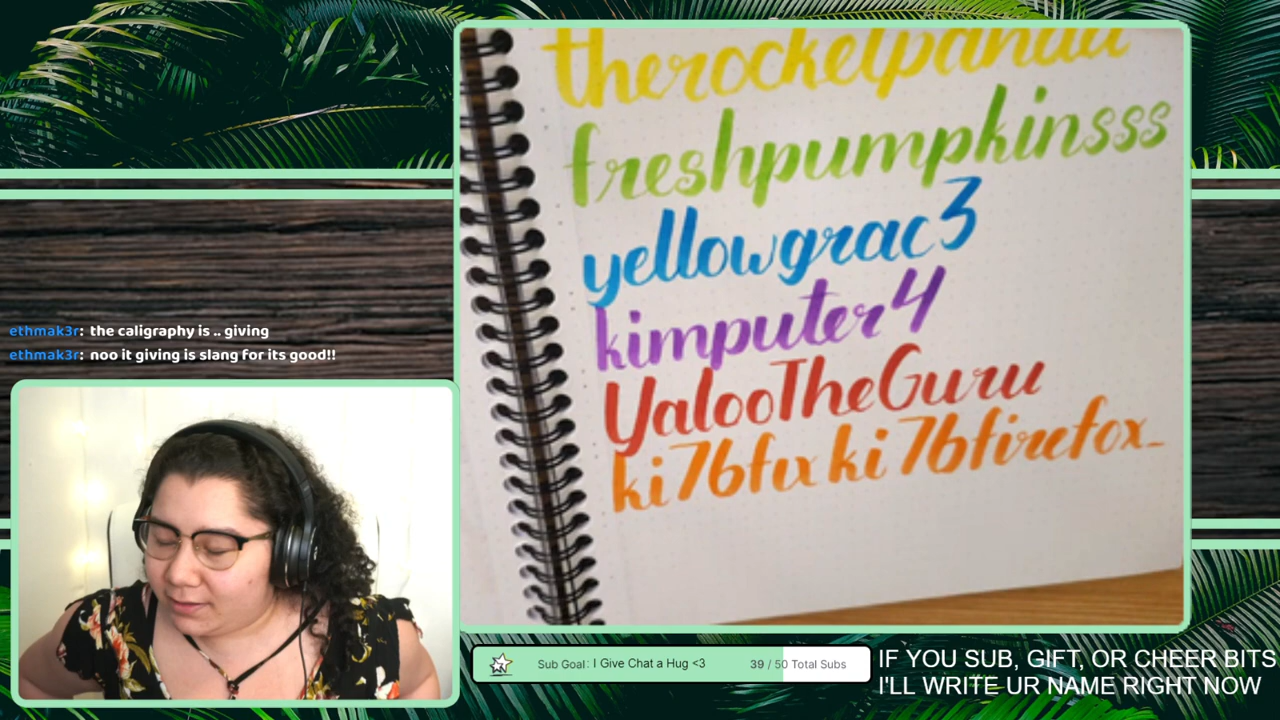 therocketpanda
freshpumpkinsss
yellowgrac3
kimputer4
YalooTheGuru
ki76fix ki76firefox_
ethmak3r: the caligraphy is .. giving
ethmak3r: noo it giving is slang for its good!!
Sub Goal: I Give Chat a Hug <3 39 / 50 Total Subs
IF YOU SUB, GIFT, OR CHEER BITS
I'LL WRITE UR NAME RIGHT NOW